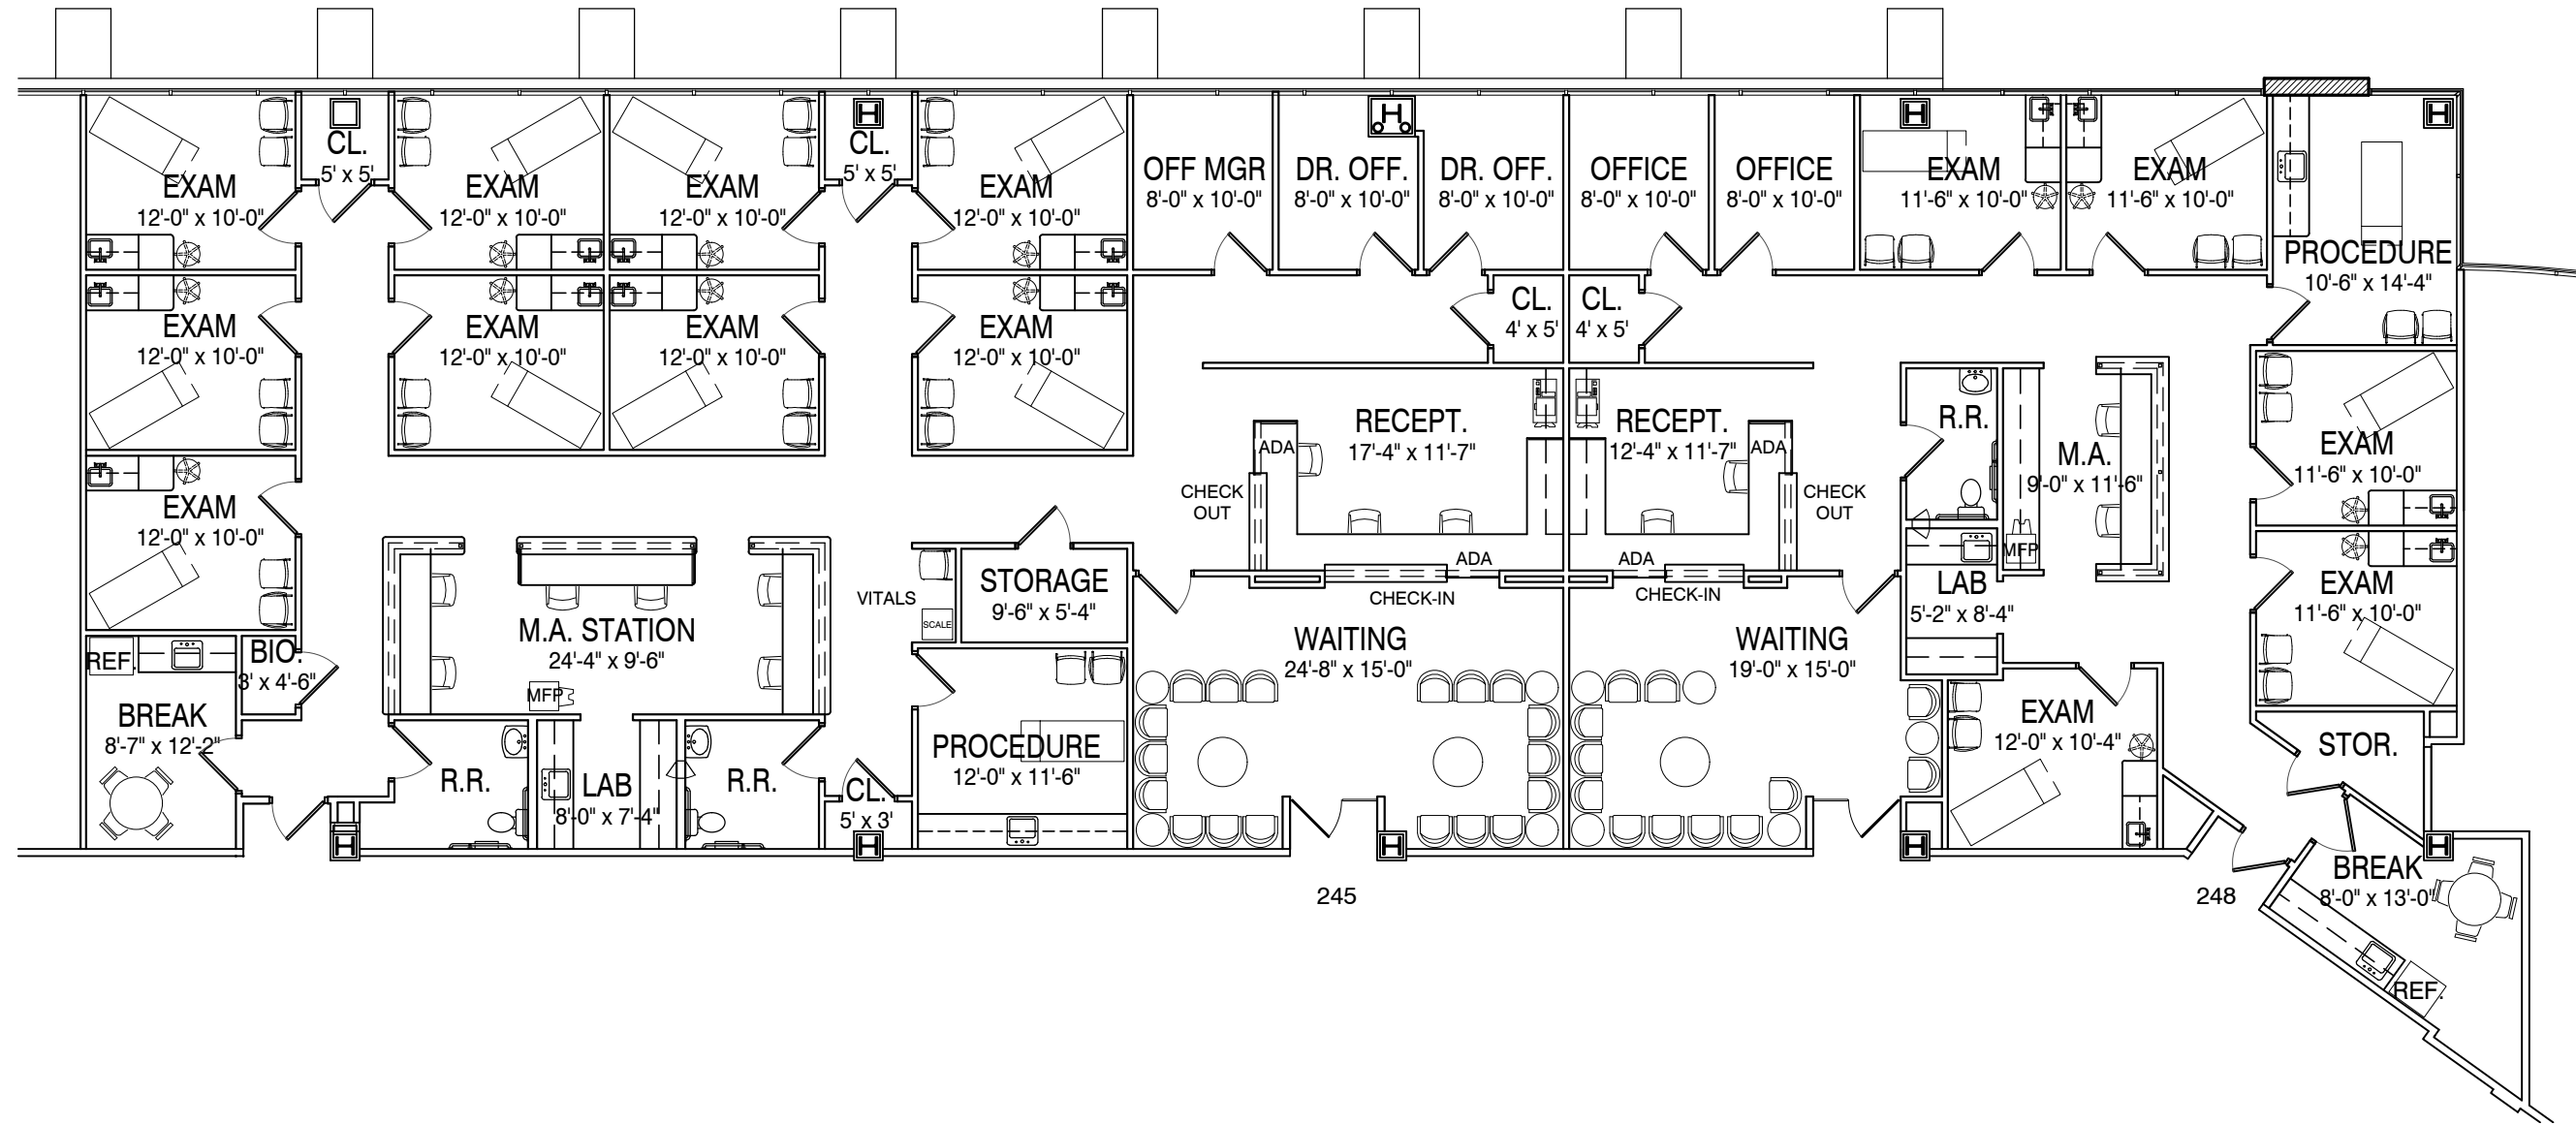 CL.
5' x 5'
CL.
5' x 5'
EXAM
12'-0" x 10'-0"
EXAM
12'-0" x 10'-0"
EXAM
12'-0" x 10'-0"
EXAM
12'-0" x 10'-0"
OFF MGR
8'-0" x 10'-0"
DR. OFF.
8'-0" x 10'-0"
DR. OFF.
8'-0" x 10'-0"
OFFICE
8'-0" x 10'-0"
OFFICE
8'-0" x 10'-0"
EXAM
11'-6" x 10'-0"
EXAM
11'-6" x 10'-0"
PROCEDURE
10'-6" x 14'-4"
EXAM
12'-0" x 10'-0"
EXAM
12'-0" x 10'-0"
EXAM
12'-0" x 10'-0"
EXAM
12'-0" x 10'-0"
CL.
4' x 5'
CL.
4' x 5'
RECEPT.
17'-4" x 11'-7"
ADA
CHECK
OUT
ADA
CHECK-IN
RECEPT.
12'-4" x 11'-7"
ADA
CHECK
OUT
ADA
CHECK-IN
R.R.
M.A.
9'-0" x 11'-6"
MFP
EXAM
11'-6" x 10'-0"
EXAM
12'-0" x 10'-0"
M.A. STATION
24'-4" x 9'-6"
MFP
VITALS
SCALE
STORAGE
9'-6" x 5'-4"
WAITING
24'-8" x 15'-0"
WAITING
19'-0" x 15'-0"
LAB
5'-2" x 8'-4"
EXAM
11'-6" x 10'-0"
REF.
BIO.
3' x 4'-6"
BREAK
8'-7" x 12'-2"
R.R.
LAB
8'-0" x 7'-4"
R.R.
CL.
5' x 3'
PROCEDURE
12'-0" x 11'-6"
EXAM
12'-0" x 10'-4"
STOR.
BREAK
8'-0" x 13'-0"
REF.
245
248